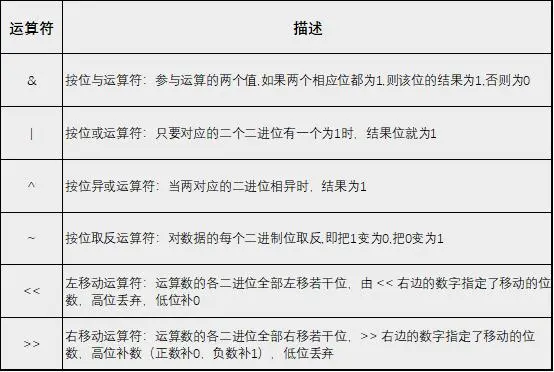 运算符 描述
& 按位与运算符：参与运算的两个值,如果两个相应位都为1,则该位的结果为1,否则为0
| 按位或运算符：只要对应的二个二进位有一个为1时，结果位就为1
^ 按位异或运算符：当两对应的二进位相异时，结果为1
~ 按位取反运算符：对数据的每个二进制位取反,即把1变为0,把0变为1
<< 左移动运算符：运算数的各二进位全部左移若干位，由 << 右边的数字指定了移动的位
数，高位丢弃，低位补0
>> 右移动运算符：运算数的各二进位全部右移若干位，>> 右边的数字指定了移动的位
数，高位补数（正数补0，负数补1），低位丢弃